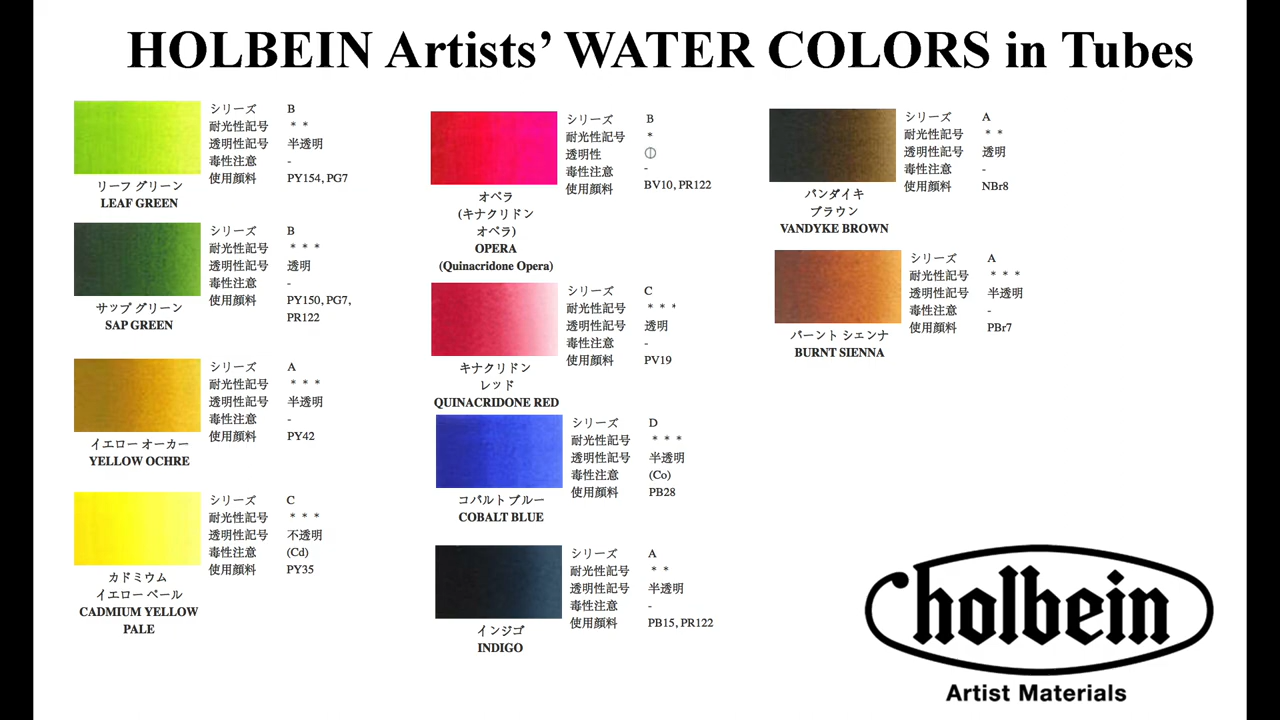 HOLBEIN Artists’ WATER COLORS in Tubes
シリーズ B
耐光性記号 * *
透明性記号 半透明
毒性注意 -
使用顔料 PY154, PG7
リーフ グリーン
LEAF GREEN
シリーズ B
耐光性記号 * * *
透明性記号 透明
毒性注意 -
使用顔料 PY150, PG7,
PR122
サップ グリーン
SAP GREEN
シリーズ A
耐光性記号 * * *
透明性記号 半透明
毒性注意 -
使用顔料 PY42
イエロー オーカー
YELLOW OCHRE
シリーズ C
耐光性記号 * * *
透明性記号 不透明
毒性注意 (Cd)
使用顔料 PY35
カドミウム
イエロー ペール
CADMIUM YELLOW
PALE
シリーズ B
耐光性記号 *
透明性
毒性注意 -
使用顔料 BV10, PR122
オペラ
(キナクリドン
オペラ)
OPERA
(Quinacridone Opera)
シリーズ C
耐光性記号 * * *
透明性記号 透明
毒性注意 -
使用顔料 PV19
キナクリドン
レッド
QUINACRIDONE RED
シリーズ D
耐光性記号 * * *
透明性記号 半透明
毒性注意 (Co)
使用顔料 PB28
コバルト ブルー
COBALT BLUE
シリーズ A
耐光性記号 * *
透明性記号 半透明
毒性注意 -
使用顔料 PB15, PR122
インジゴ
INDIGO
シリーズ A
耐光性記号 * *
透明性記号 透明
毒性注意 -
使用顔料 NBr8
バンダイキ
ブラウン
VANDYKE BROWN
シリーズ A
耐光性記号 * * *
透明性記号 半透明
毒性注意 -
使用顔料 PBr7
バーント シェンナ
BURNT SIENNA
holbein
Artist Materials